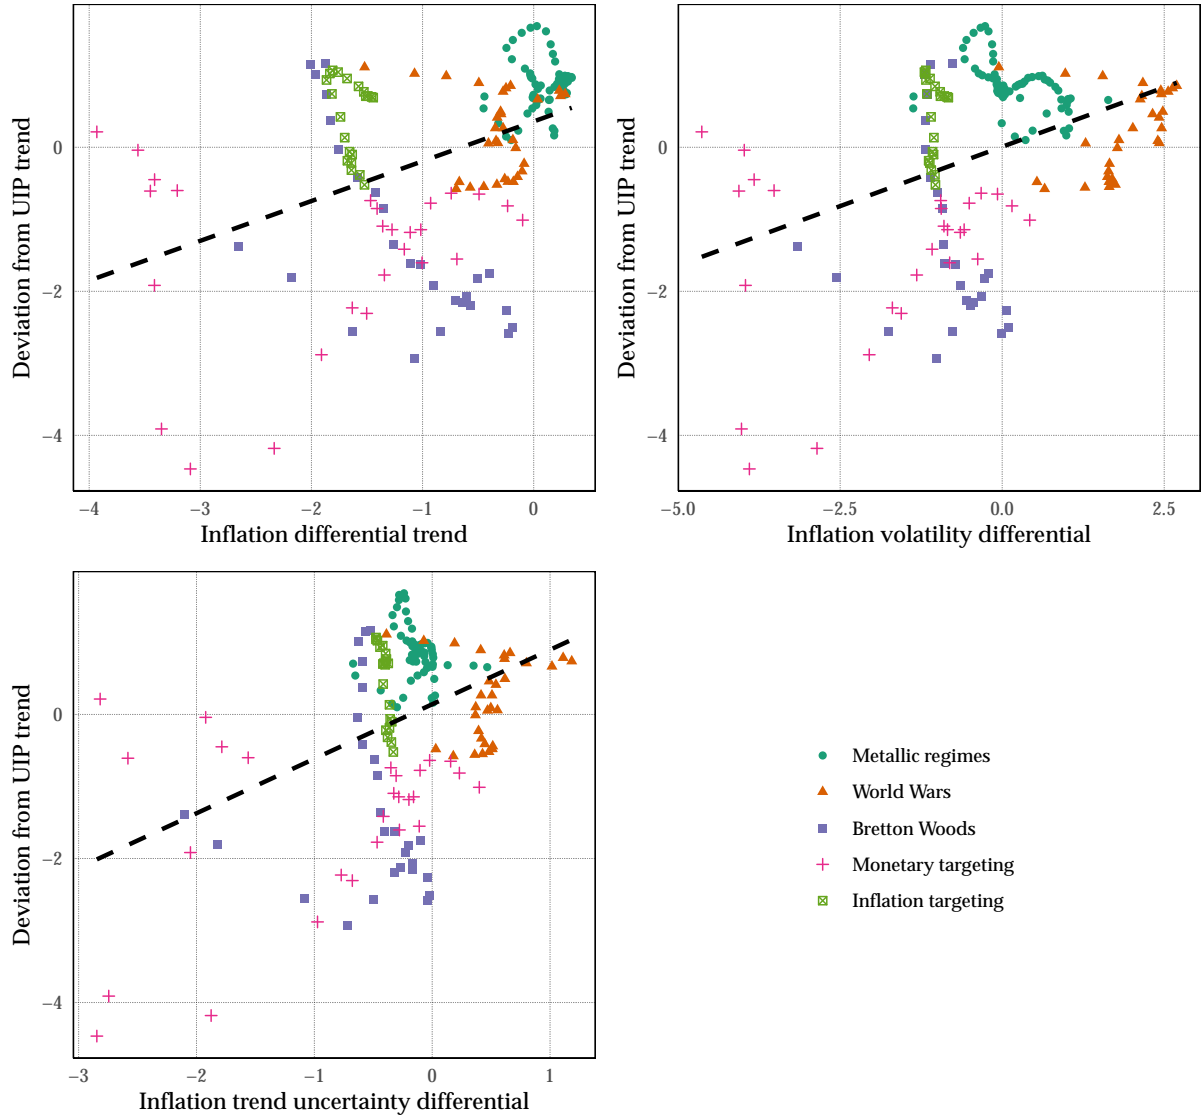 Deviation from UIP trend
0
−2
−4
−4
−3
−2
−1
0
Inflation differential trend
Deviation from UIP trend
0
−2
−4
−5.0
−2.5
0.0
2.5
Inflation volatility differential
Deviation from UIP trend
0
−2
−4
−3
−2
−1
0
1
Inflation trend uncertainty differential
Metallic regimes
World Wars
Bretton Woods
Monetary targeting
Inflation targeting